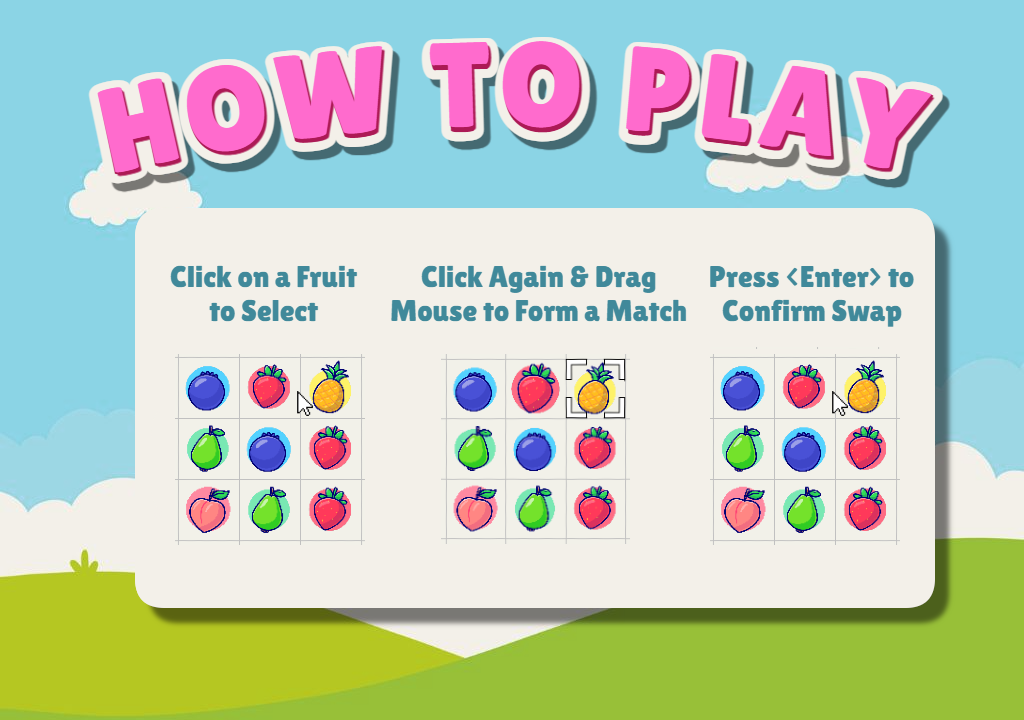 HOW TO PLAY
Click on a Fruit
to Select
Click Again & Drag
Mouse to Form a Match
Press <Enter> to
Confirm Swap